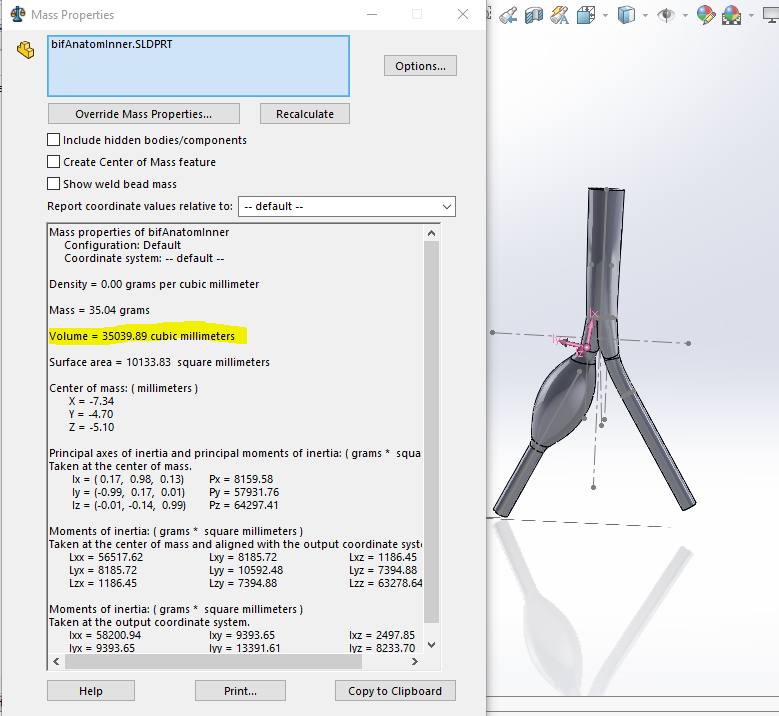 Mass Properties
bifAnatomInner.SLDPRT
Options...
Override Mass Properties...
Recalculate
Include hidden bodies/components
Create Center of Mass feature
Show weld bead mass
Report coordinate values relative to:
-- default --
Mass properties of bifAnatomInner
Configuration: Default
Coordinate system: -- default --
Density = 0.00 grams per cubic millimeter
Mass = 35.04 grams
Volume = 35039.89 cubic millimeters
Surface area = 10133.83 square millimeters
Center of mass: ( millimeters )
X = -7.34
Y = -4.70
Z = -5.10
Principal axes of inertia and principal moments of inertia: ( grams * squa
Taken at the center of mass.
Ix = ( 0.17, 0.98, 0.13) Px = 8159.58
Iy = (-0.99, 0.17, 0.01) Py = 57931.76
Iz = (-0.01, -0.14, 0.99) Pz = 64297.41
Moments of inertia: ( grams * square millimeters )
Taken at the center of mass and aligned with the output coordinate syste
Lxx = 56517.62 Lxy = 8185.72 Lxz = 1186.45
Lyx = 8185.72 Lyy = 10592.48 Lyz = 7394.88
Lzx = 1186.45 Lzy = 7394.88 Lzz = 63278.64
Moments of inertia: ( grams * square millimeters )
Taken at the output coordinate system.
Ixx = 58200.94 Ixy = 9393.65 Ixz = 2497.85
Iyx = 9393.65 Iyy = 13391.61 Iyz = 8233.70
Help
Print...
Copy to Clipboard